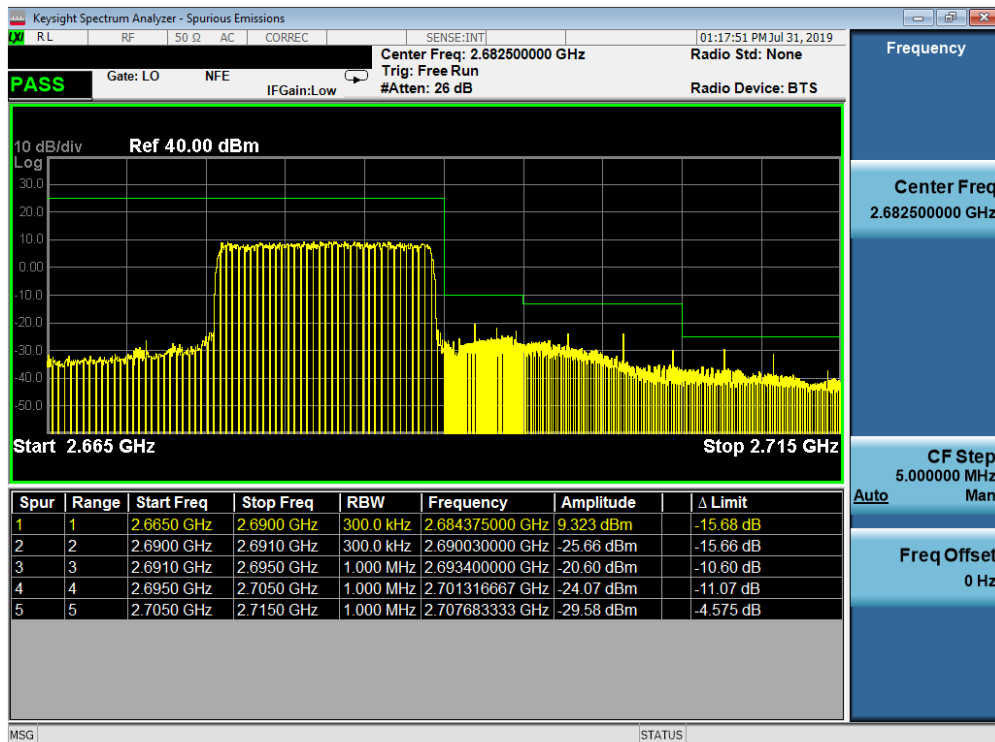 Keysight Spectrum Analyzer - Spurious Emissions
LXI RL RF 50 Ω AC CORREC SENSE:INT 01:17:51 PM Jul 31, 2019
Center Freq: 2.682500000 GHz Radio Std: None
PASS Gate: LO NFE Trig: Free Run
IFGain:Low #Atten: 26 dB Radio Device: BTS
Frequency
10 dB/div Ref 40.00 dBm
Log
30.0
20.0
10.0
0.00
-10.0
-20.0
-30.0
-40.0
-50.0
Start 2.665 GHz Stop 2.715 GHz
Center Freq
2.682500000 GHz
CF Step
5.000000 MHz
Auto Man
Freq Offset
0 Hz
Spur Range Start Freq Stop Freq RBW Frequency Amplitude Δ Limit
1 1 2.6650 GHz 2.6900 GHz 300.0 kHz 2.684375000 GHz 9.323 dBm -15.68 dB
2 2 2.6900 GHz 2.6910 GHz 300.0 kHz 2.690030000 GHz -25.66 dBm -15.66 dB
3 3 2.6910 GHz 2.6950 GHz 1.000 MHz 2.693400000 GHz -20.60 dBm -10.60 dB
4 4 2.6950 GHz 2.7050 GHz 1.000 MHz 2.701316667 GHz -24.07 dBm -11.07 dB
5 5 2.7050 GHz 2.7150 GHz 1.000 MHz 2.707683333 GHz -29.58 dBm -4.575 dB
MSG STATUS